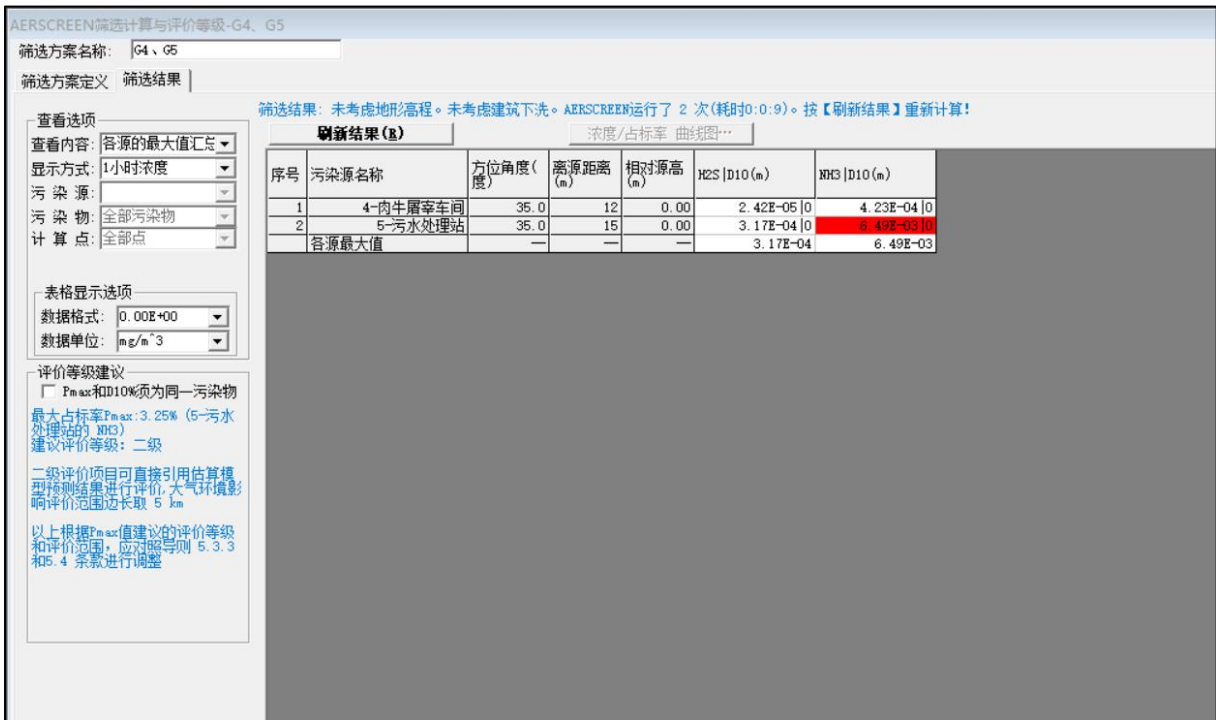 AERSCREEN筛选计算与评价等级-G4、G5
筛选方案名称: G4、G5
筛选方案定义 筛选结果
筛选结果: 未考虑地形高程。未考虑建筑下洗。AERSCREEN运行了 2 次(耗时0:0:9)。按【刷新结果】重新计算!
查看选项
查看内容: 各源的最大值汇总
显示方式: 1小时浓度
污 染 源:
污 染 物: 全部污染物
计 算 点: 全部点
刷新结果(R) 浓度/占标率 曲线图…
序号 污染源名称 方位角度(度) 离源距离(m) 相对源高(m) H2S|D10(m) NH3|D10(m)
1 4-肉牛屠宰车间 35.0 12 0.00 2.42E-05|0 4.23E-04|0
2 5-污水处理站 35.0 15 0.00 3.17E-04|0 6.49E-03|0
各源最大值 — — — 3.17E-04 6.49E-03
表格显示选项
数据格式: 0.00E+00
数据单位: mg/m^3
评价等级建议
Pmax和D10%须为同一污染物
最大占标率Pmax:3.25% (5-污水
处理站的 NH3)
建议评价等级: 二级
二级评价项目可直接引用估算模
型预测结果进行评价,大气环境影
响评价范围边长取 5 km
以上根据Pmax值建议的评价等级
和评价范围, 应对照导则 5.3.3
和5.4 条款进行调整